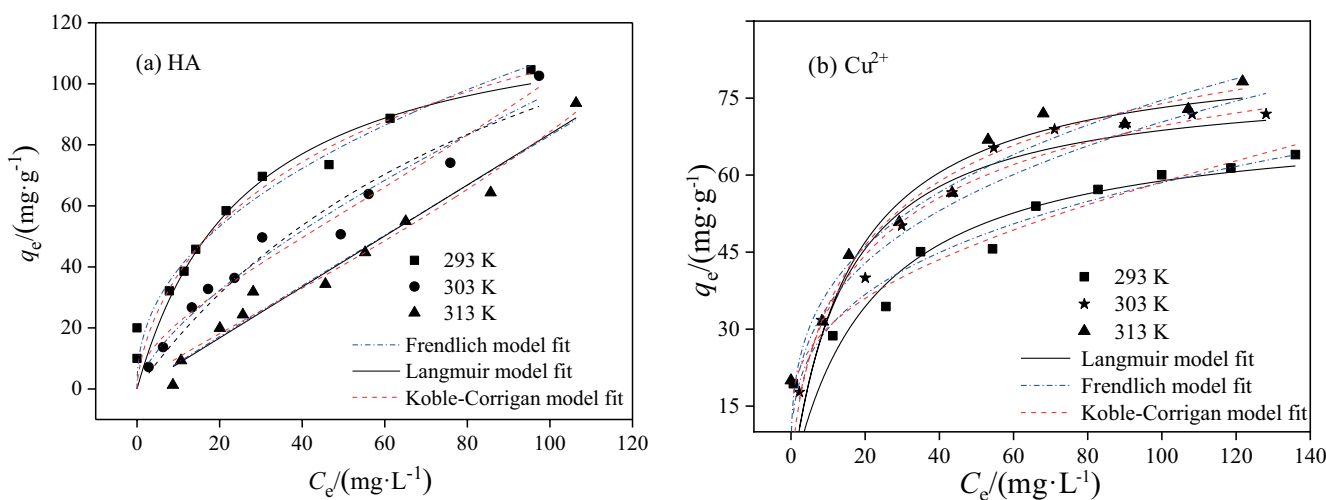 (a) HA
qe/(mg·g-1)
120
100
80
60
40
20
0
293 K
303 K
313 K
Frendlich model fit
Langmuir model fit
Koble-Corrigan model fit
0 20 40 60 80 100 120
Ce/(mg·L-1)
(b) Cu2+
qe/(mg·g-1)
75
60
45
30
15
293 K
303 K
313 K
Langmuir model fit
Frendlich model fit
Koble-Corrigan model fit
0 20 40 60 80 100 120 140
Ce/(mg·L-1)